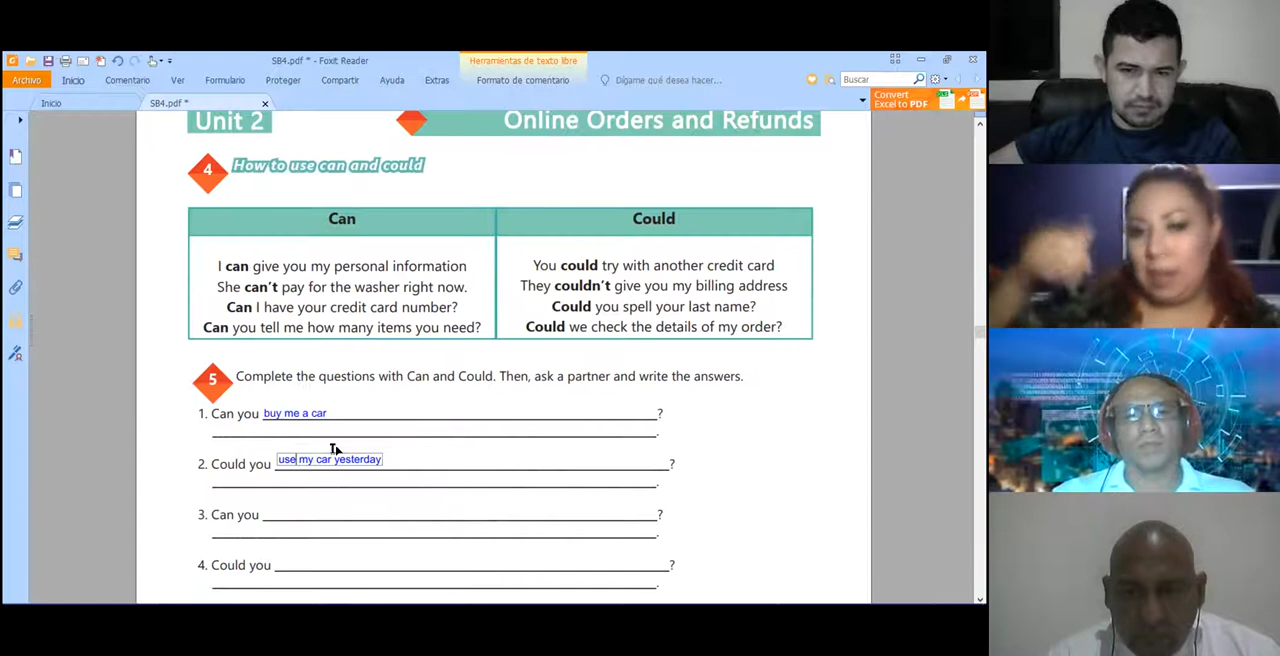 SB4.pdf * - Foxit Reader
Herramientas de texto libre
Archivo Inicio Comentario Ver Formulario Proteger Compartir Ayuda Extras Formato de comentario Dígame qué desea hacer... Buscar
Inicio SB4.pdf *
Convert
Excel to PDF
Unit 2 Online Orders and Refunds
4 How to use can and could
Can Could
I can give you my personal information You could try with another credit card
She can't pay for the washer right now. They couldn't give you my billing address
Can I have your credit card number? Could you spell your last name?
Can you tell me how many items you need? Could we check the details of my order?
5 Complete the questions with Can and Could. Then, ask a partner and write the answers.
1. Can you buy me a car ?
.
2. Could you use my car yesterday ?
.
3. Can you ?
.
4. Could you ?
.